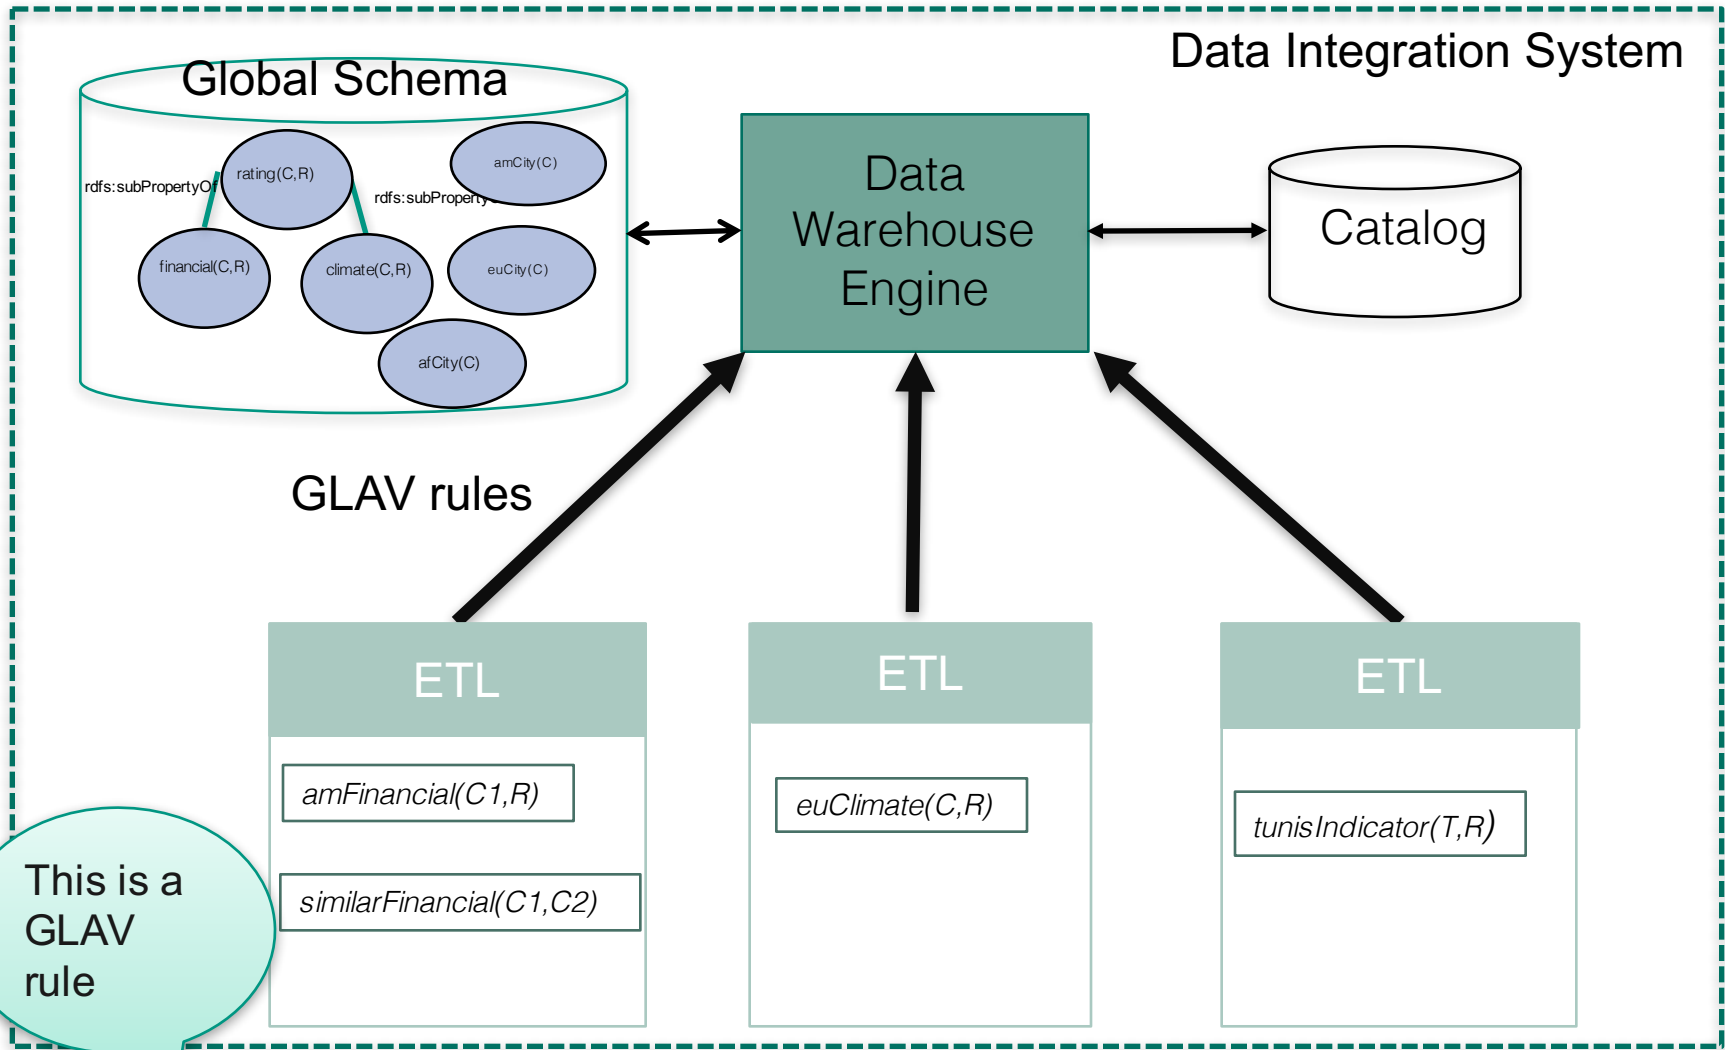 Data Integration System
Global Schema
rating(C,R)
amCity(C)
rdfs:subPropertyOf
rdfs:subProperty
financial(C,R)
climate(C,R)
euCity(C)
afCity(C)
Data
Warehouse
Engine
Catalog
GLAV rules
ETL
ETL
ETL
amFinancial(C1,R)
euClimate(C,R)
tunisIndicator(T,R)
similarFinancial(C1,C2)
This is a
GLAV
rule